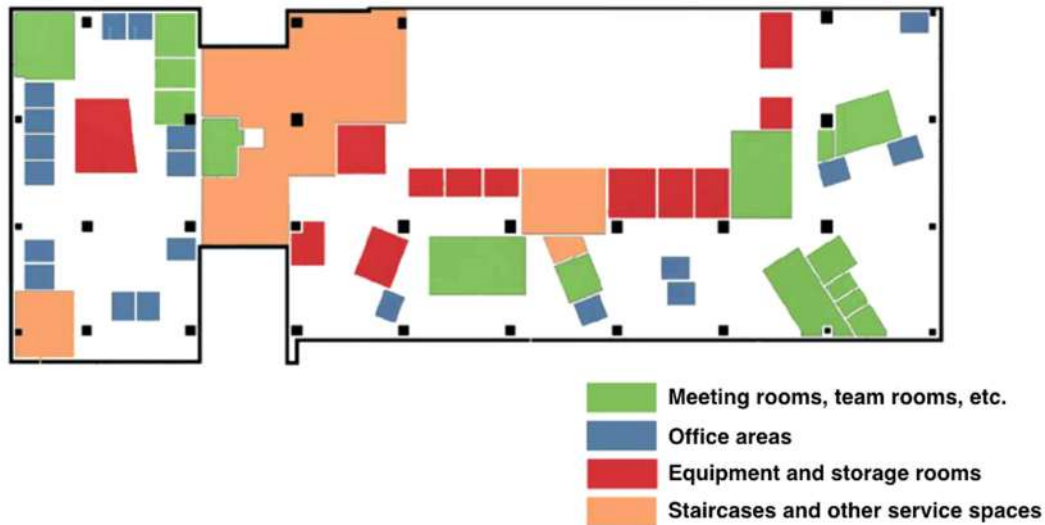 Meeting rooms, team rooms, etc.
Office areas
Equipment and storage rooms
Staircases and other service spaces